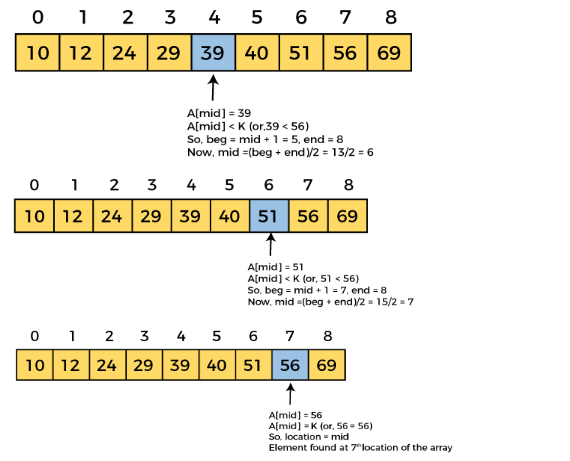 0 1 2 3 4 5 6 7 8
10 12 24 29 39 40 51 56 69
A[mid] = 39
A[mid] < K (or,39 < 56)
So, beg = mid + 1 = 5, end = 8
Now, mid =(beg + end)/2 = 13/2 = 6
0 1 2 3 4 5 6 7 8
10 12 24 29 39 40 51 56 69
A[mid] = 51
A[mid] < K (or, 51 < 56)
So, beg = mid + 1 = 7, end = 8
Now, mid =(beg + end)/2 = 15/2 = 7
0 1 2 3 4 5 6 7 8
10 12 24 29 39 40 51 56 69
A[mid] = 56
A[mid] = K (or, 56 = 56)
So, location = mid
Element found at 7th location of the array